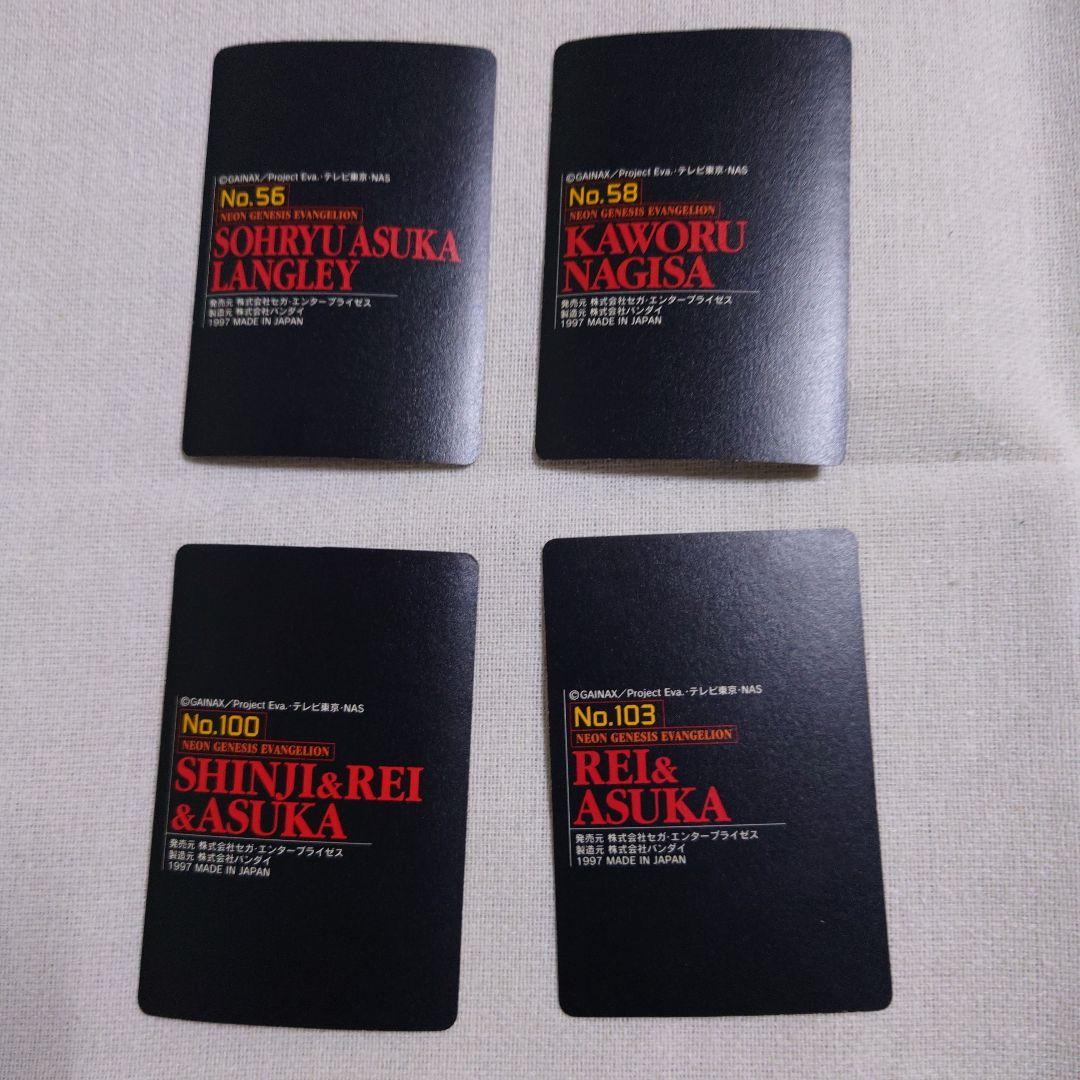 ©GAINAX／Project Eva.・テレビ東京・NAS
No.56
NEON GENESIS EVANGELION
SOHRYU ASUKA
LANGLEY
発売元 株式会社セガ・エンタープライゼス
製造元 株式会社バンダイ
1997 MADE IN JAPAN
©GAINAX／Project Eva.・テレビ東京・NAS
No.58
NEON GENESIS EVANGELION
KAWORU
NAGISA
発売元 株式会社セガ・エンタープライゼス
製造元 株式会社バンダイ
1997 MADE IN JAPAN
©GAINAX／Project Eva.・テレビ東京・NAS
No.100
NEON GENESIS EVANGELION
SHINJI&REI
&ASUKA
発売元 株式会社セガ・エンタープライゼス
製造元 株式会社バンダイ
1997 MADE IN JAPAN
©GAINAX／Project Eva.・テレビ東京・NAS
No.103
NEON GENESIS EVANGELION
REI&
ASUKA
発売元 株式会社セガ・エンタープライゼス
製造元 株式会社バンダイ
1997 MADE IN JAPAN